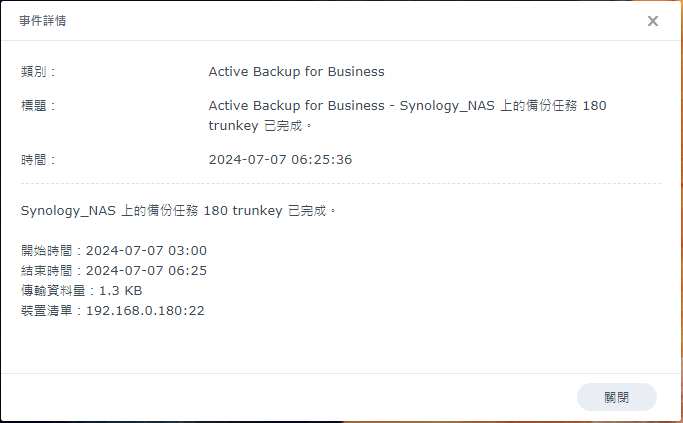 事件詳情
類別：
Active Backup for Business
標題：
Active Backup for Business - Synology_NAS 上的備份任務 180
trunkey 已完成。
時間：
2024-07-07 06:25:36
Synology_NAS 上的備份任務 180 trunkey 已完成。
開始時間：2024-07-07 03:00
結束時間：2024-07-07 06:25
傳輸資料量：1.3 KB
裝置清單：192.168.0.180:22
關閉